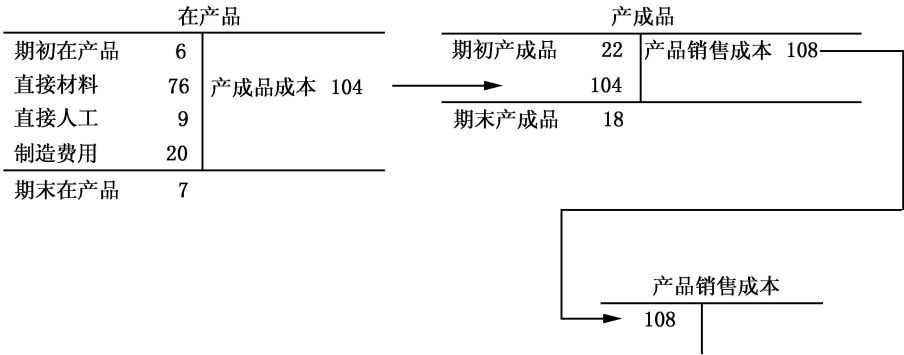 在产品
期初在产品 6
直接材料 76
产成品成本 104
直接人工 9
制造费用 20
期末在产品 7
产成品
期初产成品 22 产品销售成本 108
104
期末产成品 18
产品销售成本
108